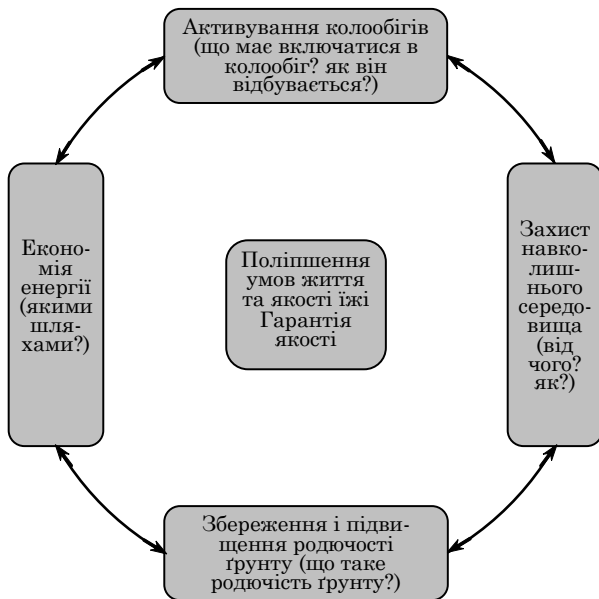 Активування колообігів
(що має включатися в
колообіг? як він
відбувається?)
Еконо-
мія
енергії
(якими
шля-
хами?)
Поліпшення
умов життя
та якості їжі
Гарантія
якості
Захист
навко-
лиш-
нього
середо-
вища
(від
чого?
як?)
Збереження і підви-
щення родючості
ґрунту (що таке
родючість ґрунту?)